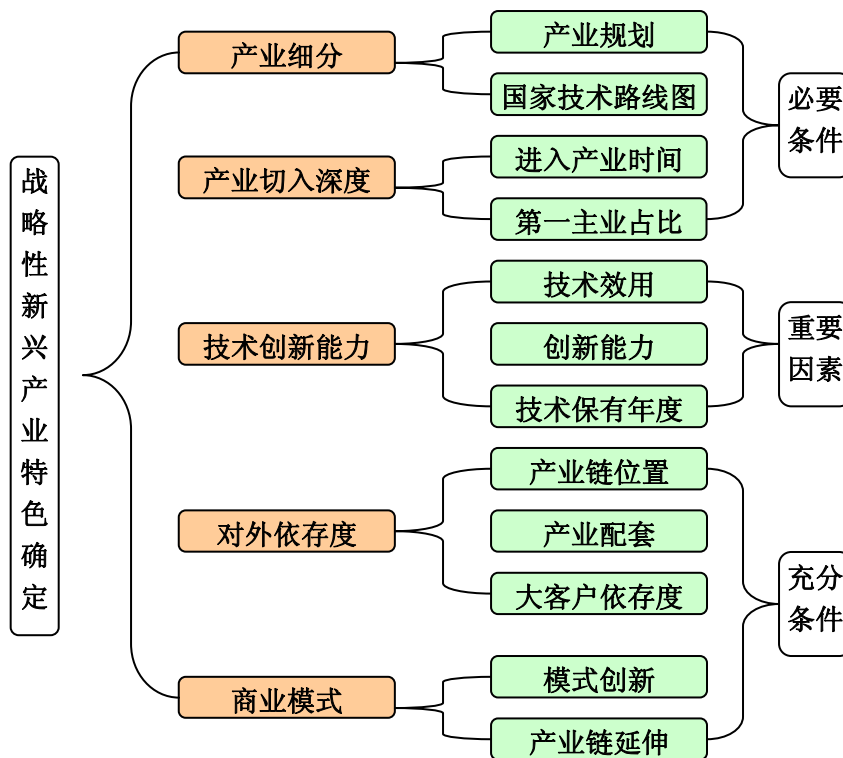 战略性新兴产业特色确定
产业细分
产业规划
国家技术路线图
产业切入深度
进入产业时间
第一主业占比
必要
条件
技术创新能力
技术效用
创新能力
技术保有年度
重要
因素
对外依存度
产业链位置
产业配套
大客户依存度
商业模式
模式创新
产业链延伸
充分
条件